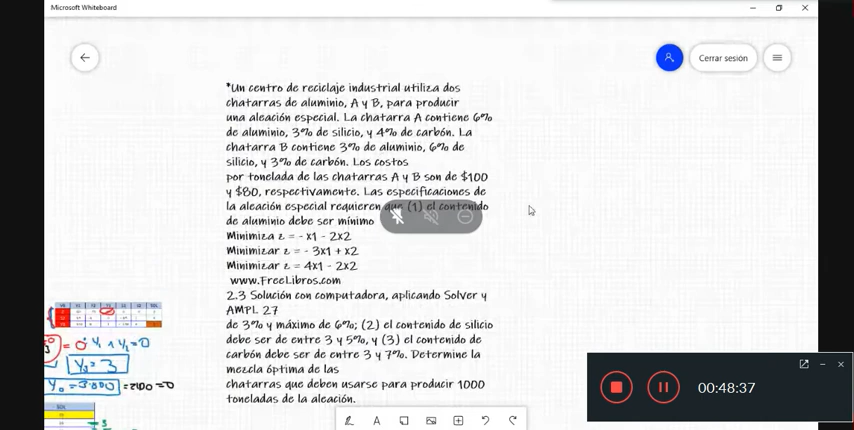 Microsoft Whiteboard
Cerrar sesión
*Un centro de reciclaje industrial utiliza dos
chatarras de aluminio, A y B, para producir
una aleación especial. La chatarra A contiene 6%
de aluminio, 3% de silicio, y 4% de carbón. La
chatarra B contiene 3% de aluminio, 6% de
silicio, y 3% de carbón. Los costos
por tonelada de las chatarras A y B son de $100
y $80, respectivamente. Las especificaciones de
la aleación especial requieren que (1) el contenido
de aluminio debe ser mínimo
Minimiza z = - x1 - 2x2
Minimizar z = - 3x1 + x2
Minimizar z = 4x1 - 2x2
www.FreeLibros.com
2.3 Solución con computadora, aplicando Solver y
AMPL 27
de 3% y máximo de 6%; (2) el contenido de silicio
debe ser de entre 3 y 5%, y (3) el contenido de
carbón debe ser de entre 3 y 7%. Determine la
mezcla óptima de las
chatarras que deben usarse para producir 1000
toneladas de la aleación.
= 0
Y1 + Y2 = 0
Y2 = 3
00:48:37